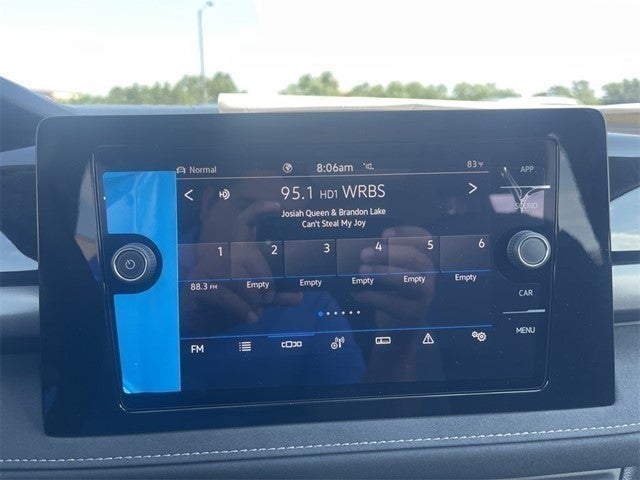 Normal 8:06am 83°F
95.1 HD1 WRBS
Josiah Queen & Brandon Lake
Can't Steal My Joy
1 2 3 4 5 6
88.3 FM Empty Empty Empty Empty Empty
FM
APP
SOUND
CAR
MENU